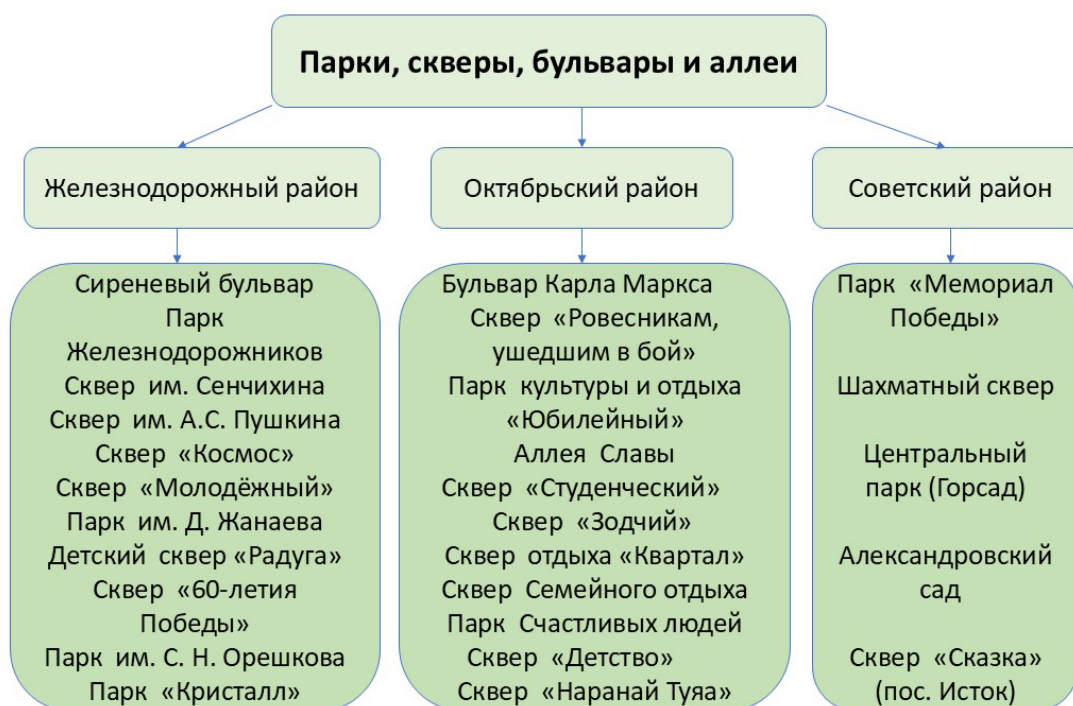 Парки, скверы, бульвары и аллеи
Железнодорожный район
Октябрьский район
Советский район
Сиреневый бульвар
Парк
Железнодорожников
Сквер им. Сенчихина
Сквер им. А.С. Пушкина
Сквер «Космос»
Сквер «Молодёжный»
Парк им. Д. Жанаева
Детский сквер «Радуга»
Сквер «60-летия
Победы»
Парк им. С. Н. Орешкова
Парк «Кристалл»
Бульвар Карла Маркса
Сквер «Ровесникам,
ушедшим в бой»
Парк культуры и отдыха
«Юбилейный»
Аллея Славы
Сквер «Студенческий»
Сквер «Зодчий»
Сквер отдыха «Квартал»
Сквер Семейного отдыха
Парк Счастливых людей
Сквер «Детство»
Сквер «Наранай Туяа»
Парк «Мемориал
Победы»
Шахматный сквер
Центральный
парк (Горсад)
Александровский
сад
Сквер «Сказка»
(пос. Исток)